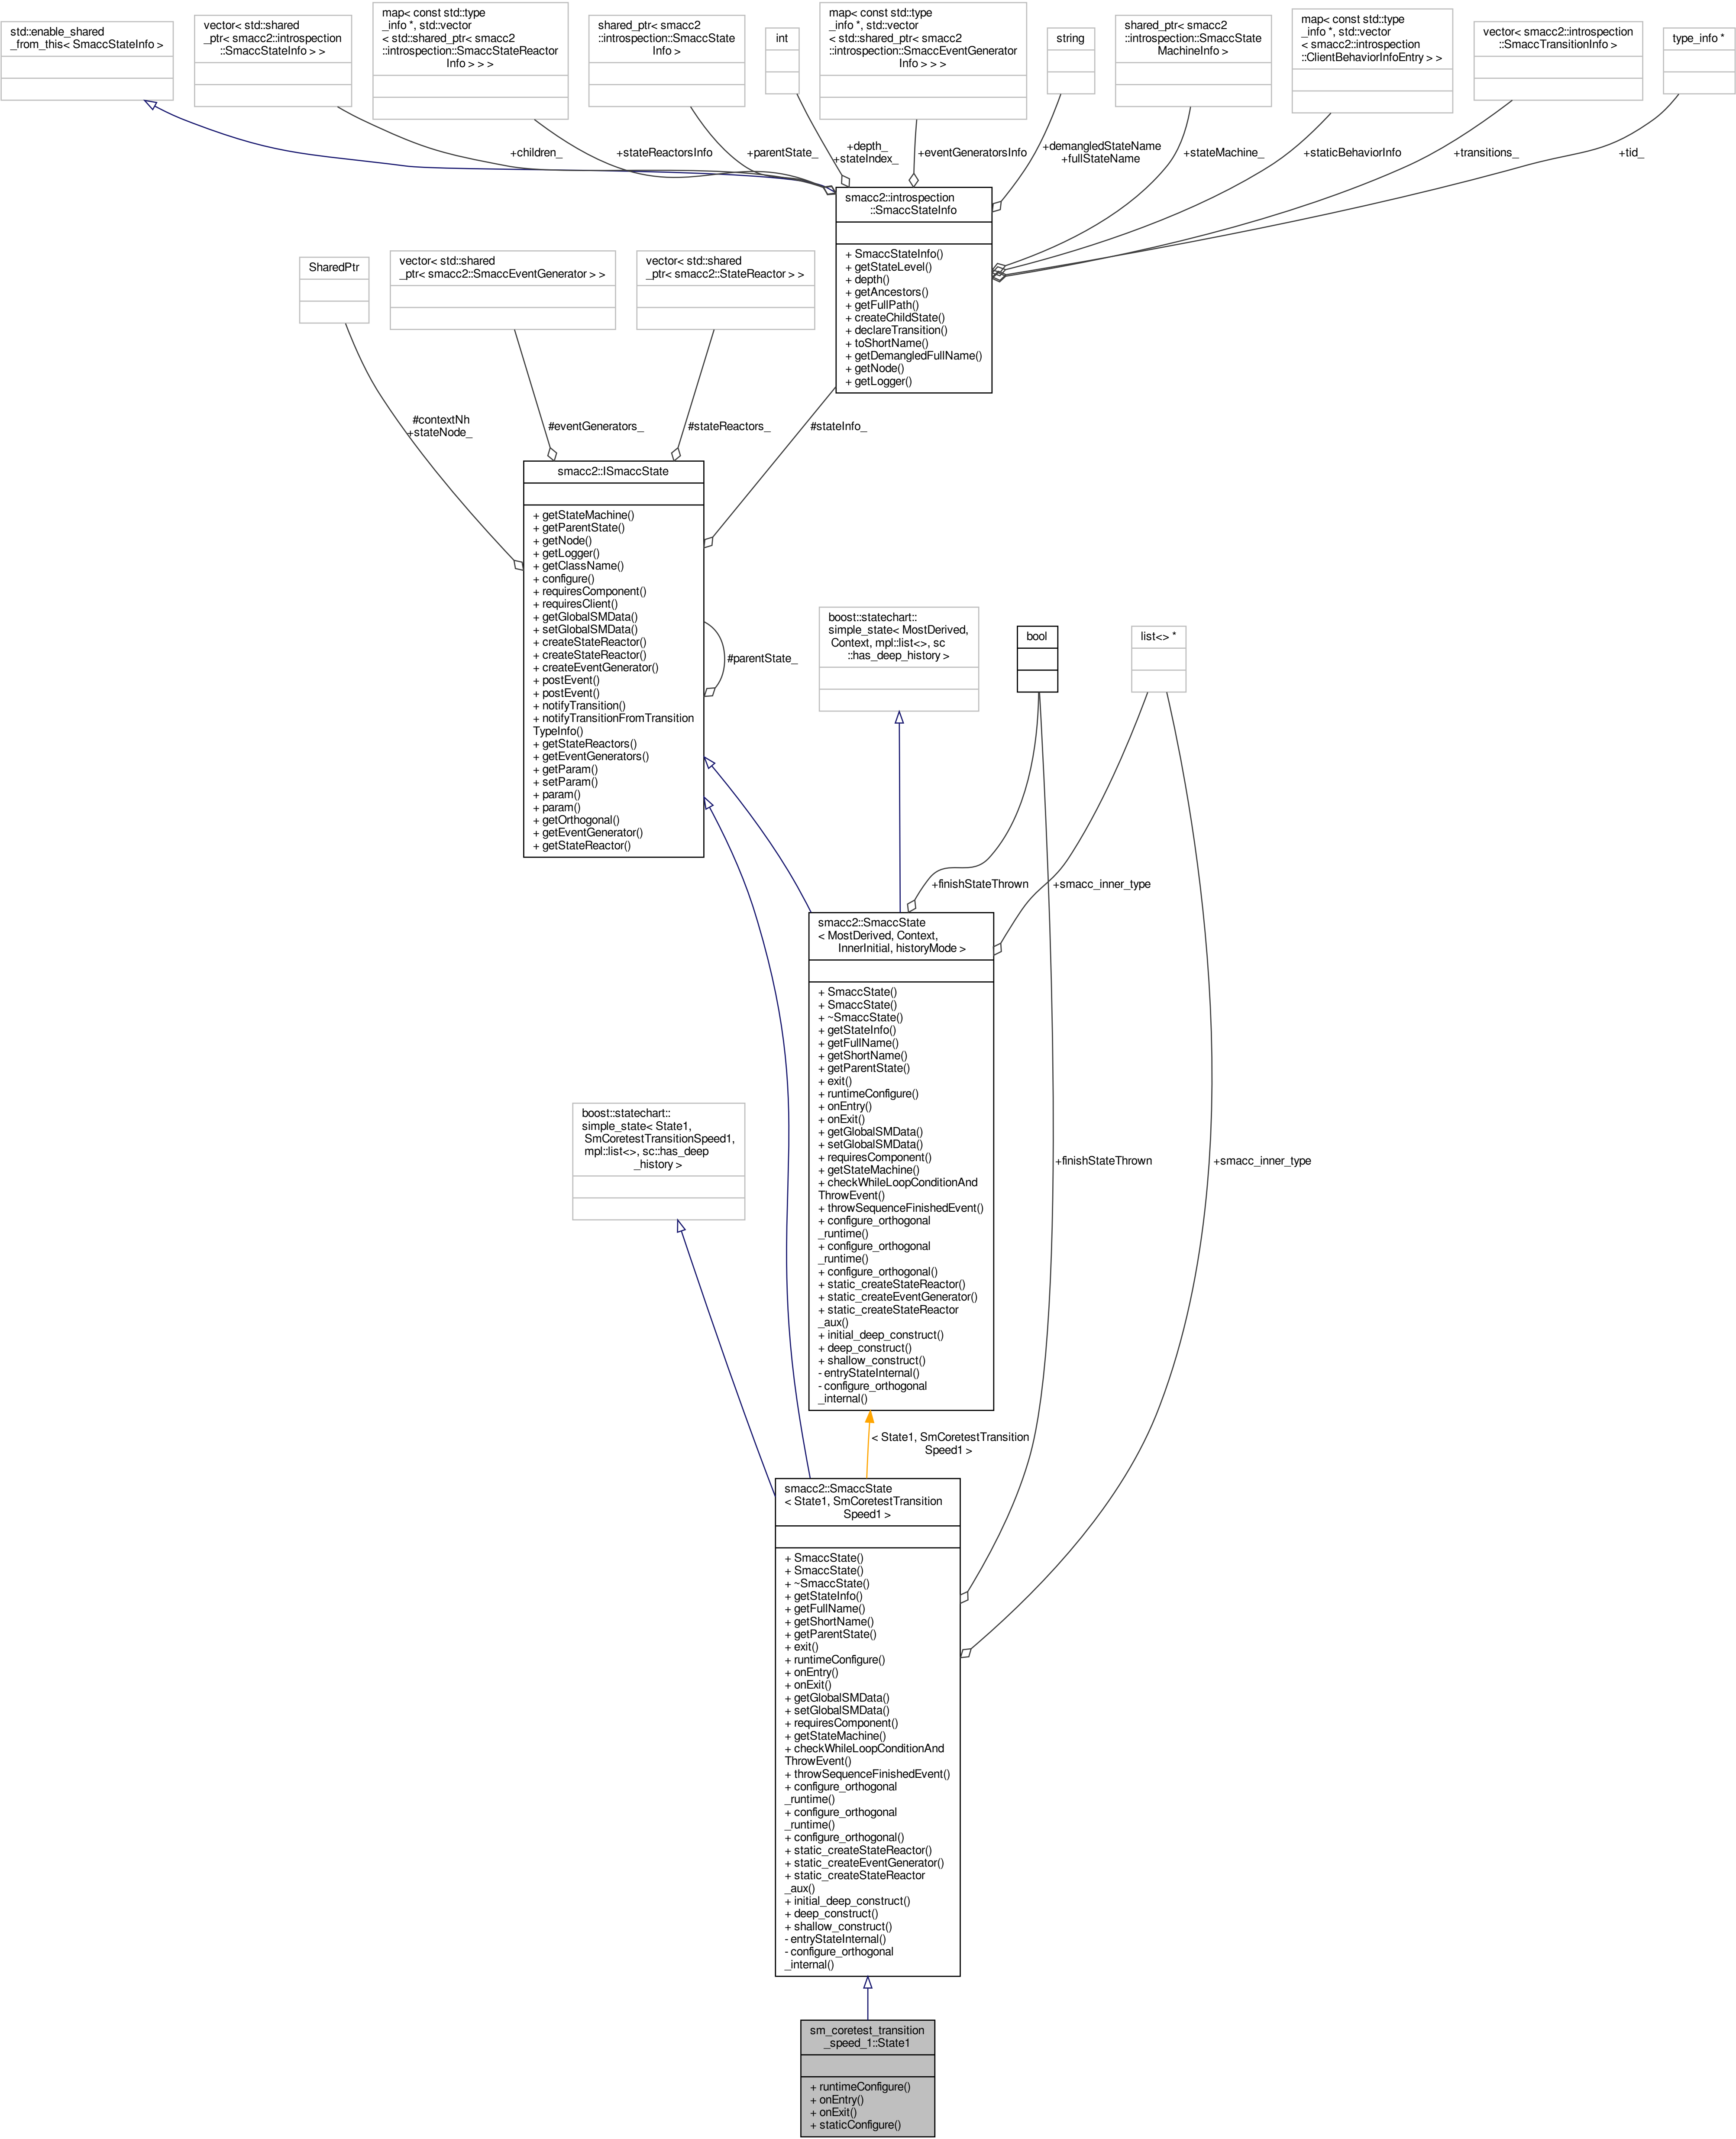 std::enable_shared
_from_this< SmaccStateInfo >
vector< std::shared
_ptr< smacc2::introspection
::SmaccStateInfo > >
map< const std::type
_info *, std::vector
< std::shared_ptr< smacc2
::introspection::SmaccStateReactor
Info > > >
shared_ptr< smacc2
::introspection::SmaccState
Info >
int
map< const std::type
_info *, std::vector
< std::shared_ptr< smacc2
::introspection::SmaccEventGenerator
Info > > >
string
shared_ptr< smacc2
::introspection::SmaccState
MachineInfo >
map< const std::type
_info *, std::vector
< smacc2::introspection
::ClientBehaviorInfoEntry > >
vector< smacc2::introspection
::SmaccTransitionInfo >
type_info *
+children_
+stateReactorsInfo
+parentState_
+depth_
+stateIndex_
+eventGeneratorsInfo
+demangledStateName
+fullStateName
+stateMachine_
+staticBehaviorInfo
+transitions_
+tid_
smacc2::introspection
::SmaccStateInfo
+ SmaccStateInfo()
+ getStateLevel()
+ depth()
+ getAncestors()
+ getFullPath()
+ createChildState()
+ declareTransition()
+ toShortName()
+ getDemangledFullName()
+ getNode()
+ getLogger()
SharedPtr
vector< std::shared
_ptr< smacc2::SmaccEventGenerator > >
vector< std::shared
_ptr< smacc2::StateReactor > >
#contextNh
+stateNode_
#eventGenerators_
#stateReactors_
#stateInfo_
smacc2::ISmaccState
+ getStateMachine()
+ getParentState()
+ getNode()
+ getLogger()
+ getClassName()
+ configure()
+ requiresComponent()
+ requiresClient()
+ getGlobalSMData()
+ setGlobalSMData()
+ createStateReactor()
+ createStateReactor()
+ createEventGenerator()
+ postEvent()
+ postEvent()
+ notifyTransition()
+ notifyTransitionFromTransition
TypeInfo()
+ getStateReactors()
+ getEventGenerators()
+ getParam()
+ setParam()
+ param()
+ param()
+ getOrthogonal()
+ getEventGenerator()
+ getStateReactor()
#parentState_
boost::statechart::
simple_state< MostDerived,
Context, mpl::list<>, sc
::has_deep_history >
bool
list<> *
+finishStateThrown
+smacc_inner_type
smacc2::SmaccState
< MostDerived, Context,
InnerInitial, historyMode >
+ SmaccState()
+ SmaccState()
+ ~SmaccState()
+ getStateInfo()
+ getFullName()
+ getShortName()
+ getParentState()
+ exit()
+ runtimeConfigure()
+ onEntry()
+ onExit()
+ getGlobalSMData()
+ setGlobalSMData()
+ requiresComponent()
+ getStateMachine()
+ checkWhileLoopConditionAnd
ThrowEvent()
+ throwSequenceFinishedEvent()
+ configure_orthogonal
_runtime()
+ configure_orthogonal
_runtime()
+ configure_orthogonal()
+ static_createStateReactor()
+ static_createEventGenerator()
+ static_createStateReactor
_aux()
+ initial_deep_construct()
+ deep_construct()
+ shallow_construct()
- entryStateInternal()
- configure_orthogonal
_internal()
boost::statechart::
simple_state< State1,
SmCoretestTransitionSpeed1,
mpl::list<>, sc::has_deep
_history >
+finishStateThrown
+smacc_inner_type
< State1, SmCoretestTransition
Speed1 >
smacc2::SmaccState
< State1, SmCoretestTransition
Speed1 >
+ SmaccState()
+ SmaccState()
+ ~SmaccState()
+ getStateInfo()
+ getFullName()
+ getShortName()
+ getParentState()
+ exit()
+ runtimeConfigure()
+ onEntry()
+ onExit()
+ getGlobalSMData()
+ setGlobalSMData()
+ requiresComponent()
+ getStateMachine()
+ checkWhileLoopConditionAnd
ThrowEvent()
+ throwSequenceFinishedEvent()
+ configure_orthogonal
_runtime()
+ configure_orthogonal
_runtime()
+ configure_orthogonal()
+ static_createStateReactor()
+ static_createEventGenerator()
+ static_createStateReactor
_aux()
+ initial_deep_construct()
+ deep_construct()
+ shallow_construct()
- entryStateInternal()
- configure_orthogonal
_internal()
sm_coretest_transition
_speed_1::State1
+ runtimeConfigure()
+ onEntry()
+ onExit()
+ staticConfigure()